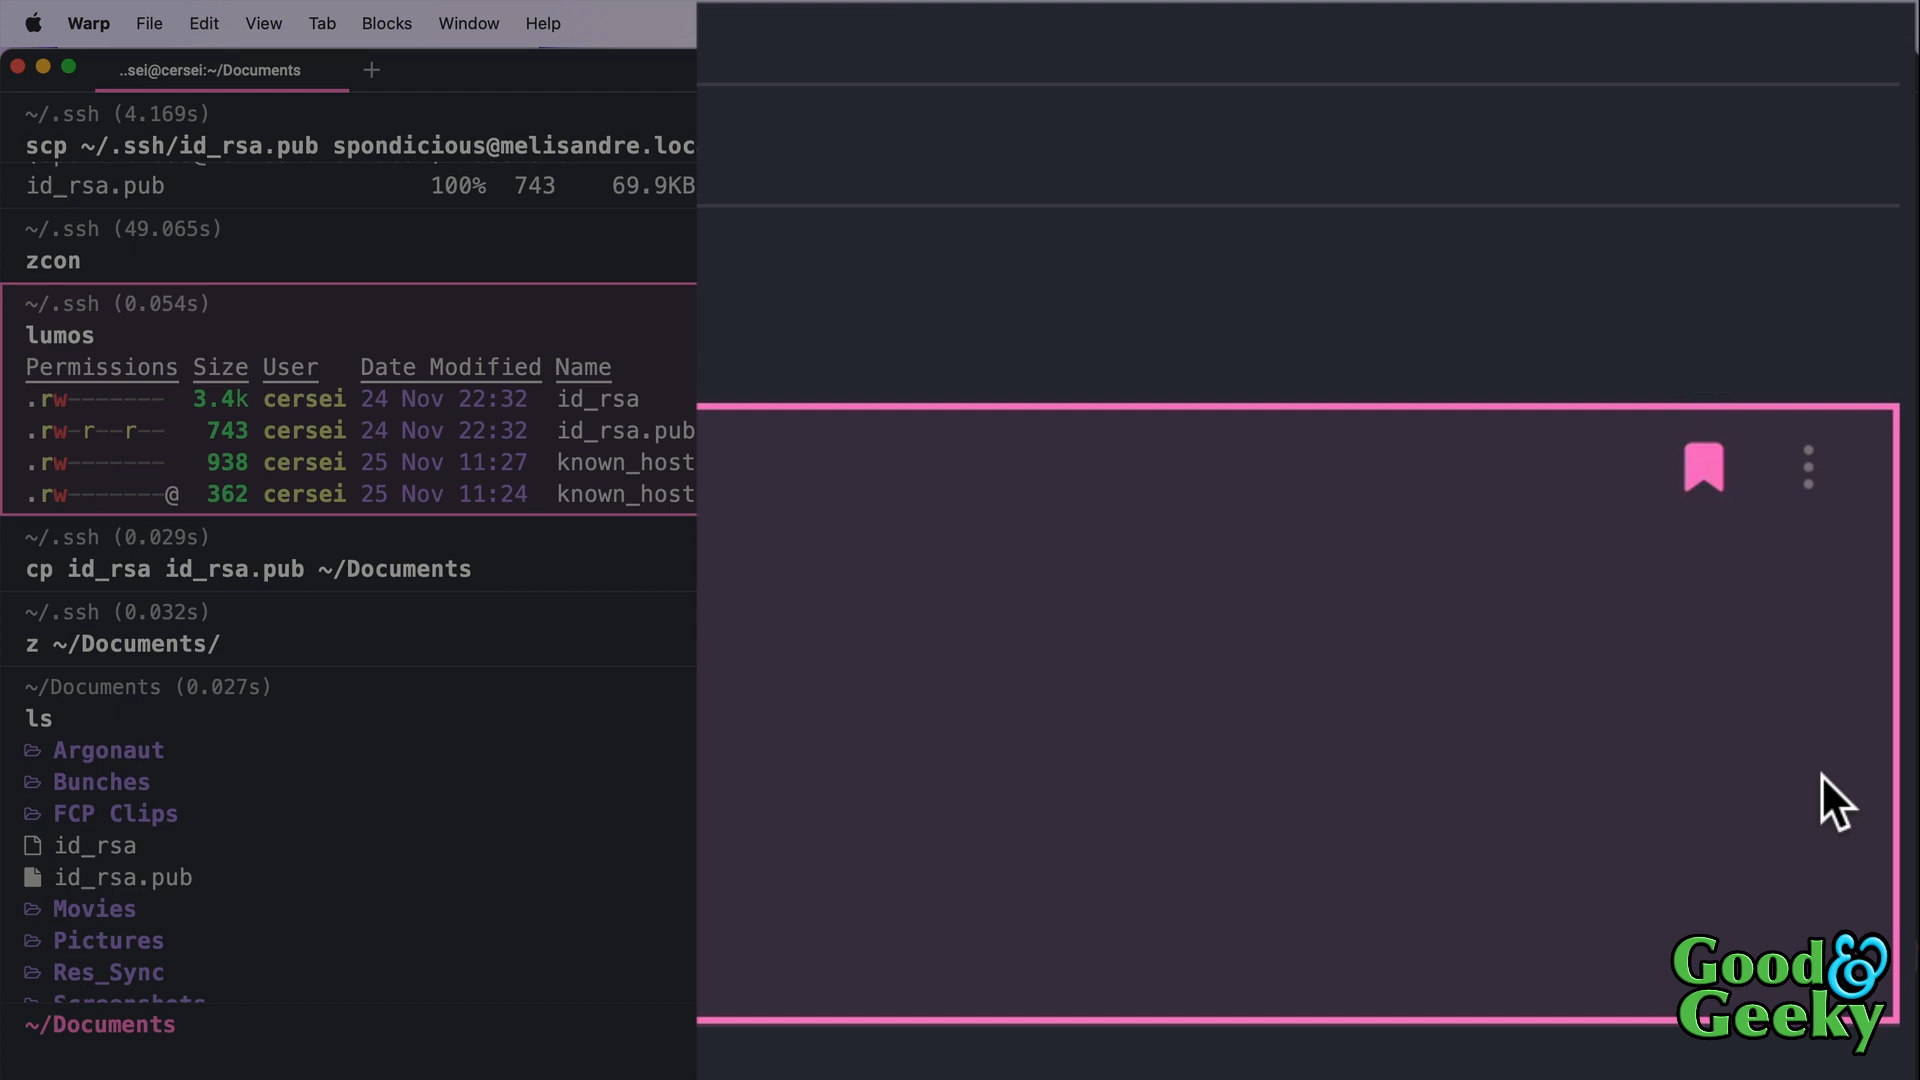 Warp File Edit View Tab Blocks Window Help
..sei@cersei:~/Documents +
~/.ssh (4.169s)
scp ~/.ssh/id_rsa.pub spondicious@melisandre.loc
id_rsa.pub 100% 743 69.9KB
~/.ssh (49.065s)
zcon
~/.ssh (0.054s)
lumos
Permissions Size User Date Modified Name
.rw------- 3.4k cersei 24 Nov 22:32 id_rsa
.rw-r--r-- 743 cersei 24 Nov 22:32 id_rsa.pub
.rw------- 938 cersei 25 Nov 11:27 known_host
.rw-------@ 362 cersei 25 Nov 11:24 known_host
~/.ssh (0.029s)
cp id_rsa id_rsa.pub ~/Documents
~/.ssh (0.032s)
z ~/Documents/
~/Documents (0.027s)
ls
Argonaut
Bunches
FCP Clips
id_rsa
id_rsa.pub
Movies
Pictures
Res_Sync
Screenshots
~/Documents
Good &
Geeky